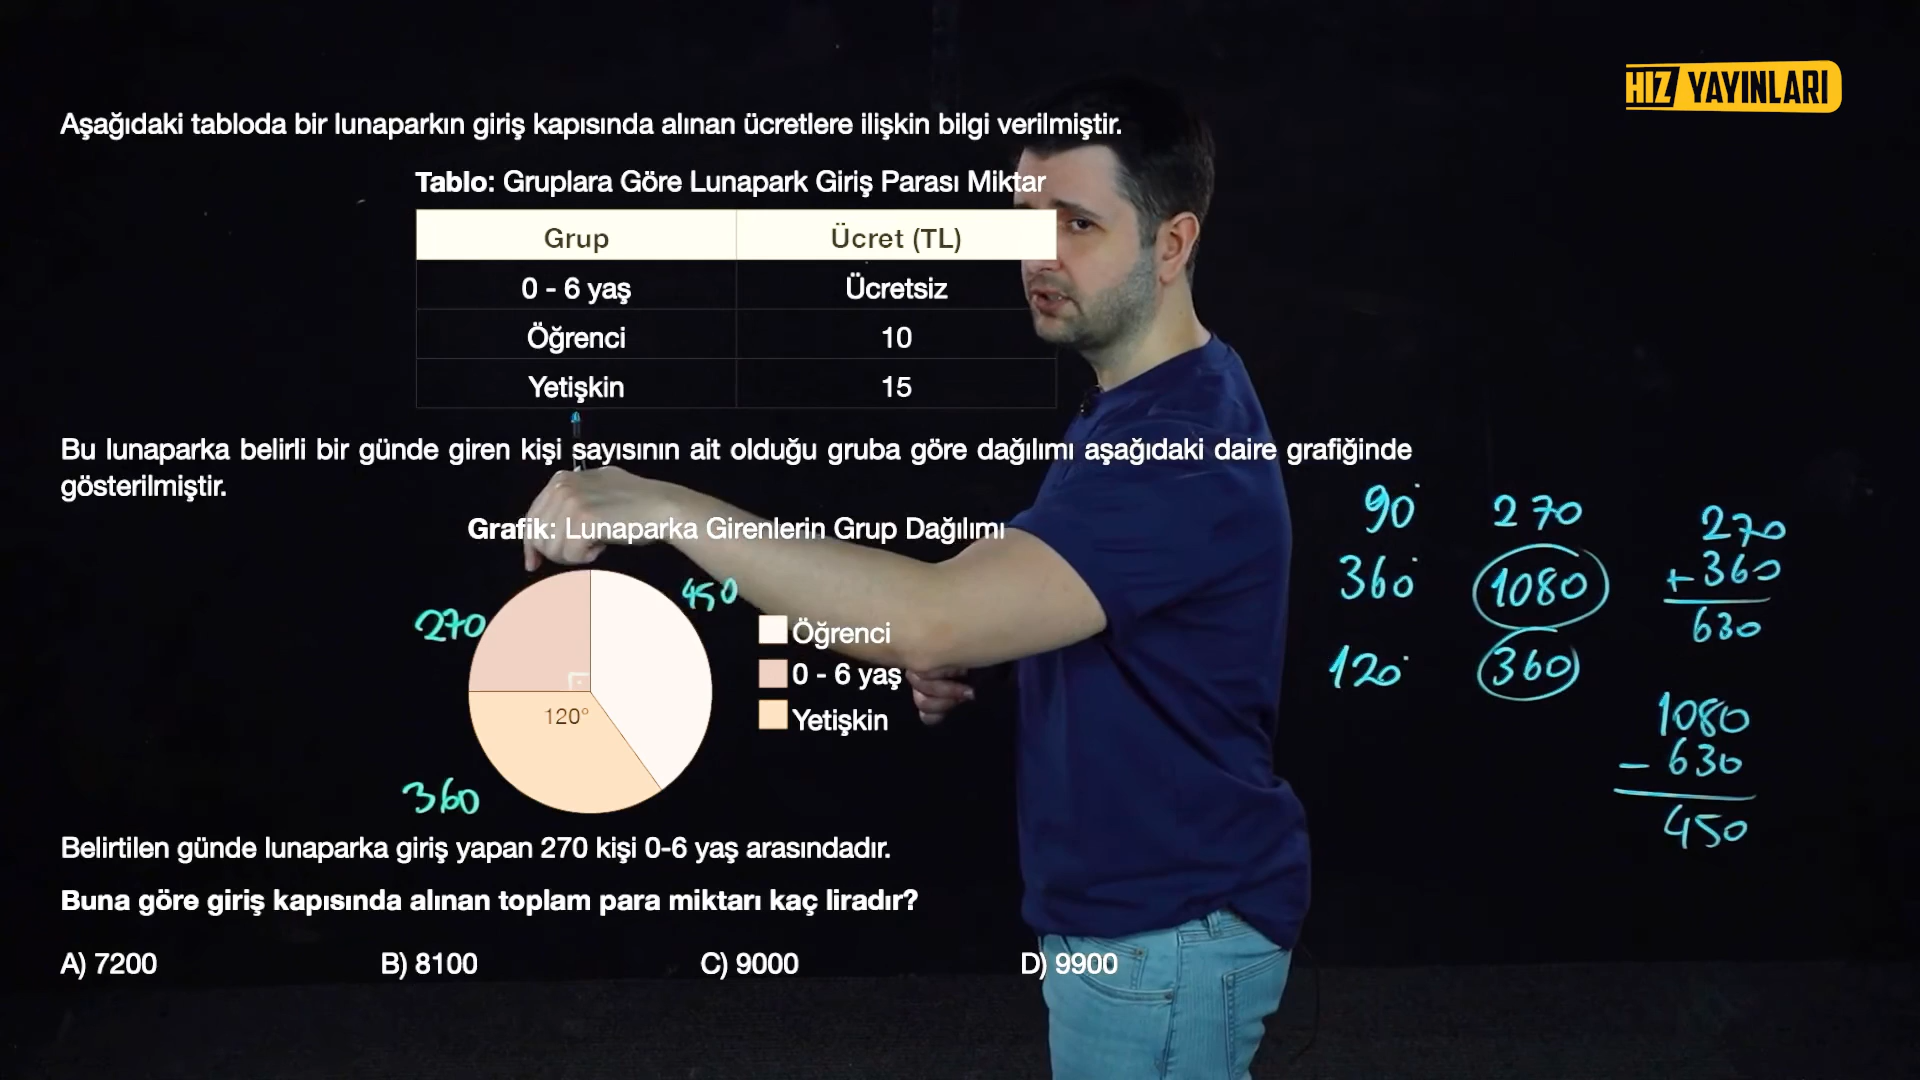 HIZ YAYINLARI
Aşağıdaki tabloda bir lunaparkın giriş kapısında alınan ücretlere ilişkin bilgi verilmiştir.
Tablo: Gruplara Göre Lunapark Giriş Parası Miktar
Grup Ücret (TL)
0 - 6 yaş Ücretsiz
Öğrenci 10
Yetişkin 15
Bu lunaparka belirli bir günde giren kişi sayısının ait olduğu gruba göre dağılımı aşağıdaki daire grafiğinde
gösterilmiştir.
Grafik: Lunaparka Girenlerin Grup Dağılımı
270
450
120°
360
Öğrenci
0 - 6 yaş
Yetişkin
90° 270
360° 1080
120° 360
270
+ 360
630
1080
- 630
450
Belirtilen günde lunaparka giriş yapan 270 kişi 0-6 yaş arasındadır.
Buna göre giriş kapısında alınan toplam para miktarı kaç liradır?
A) 7200 B) 8100 C) 9000 D) 9900